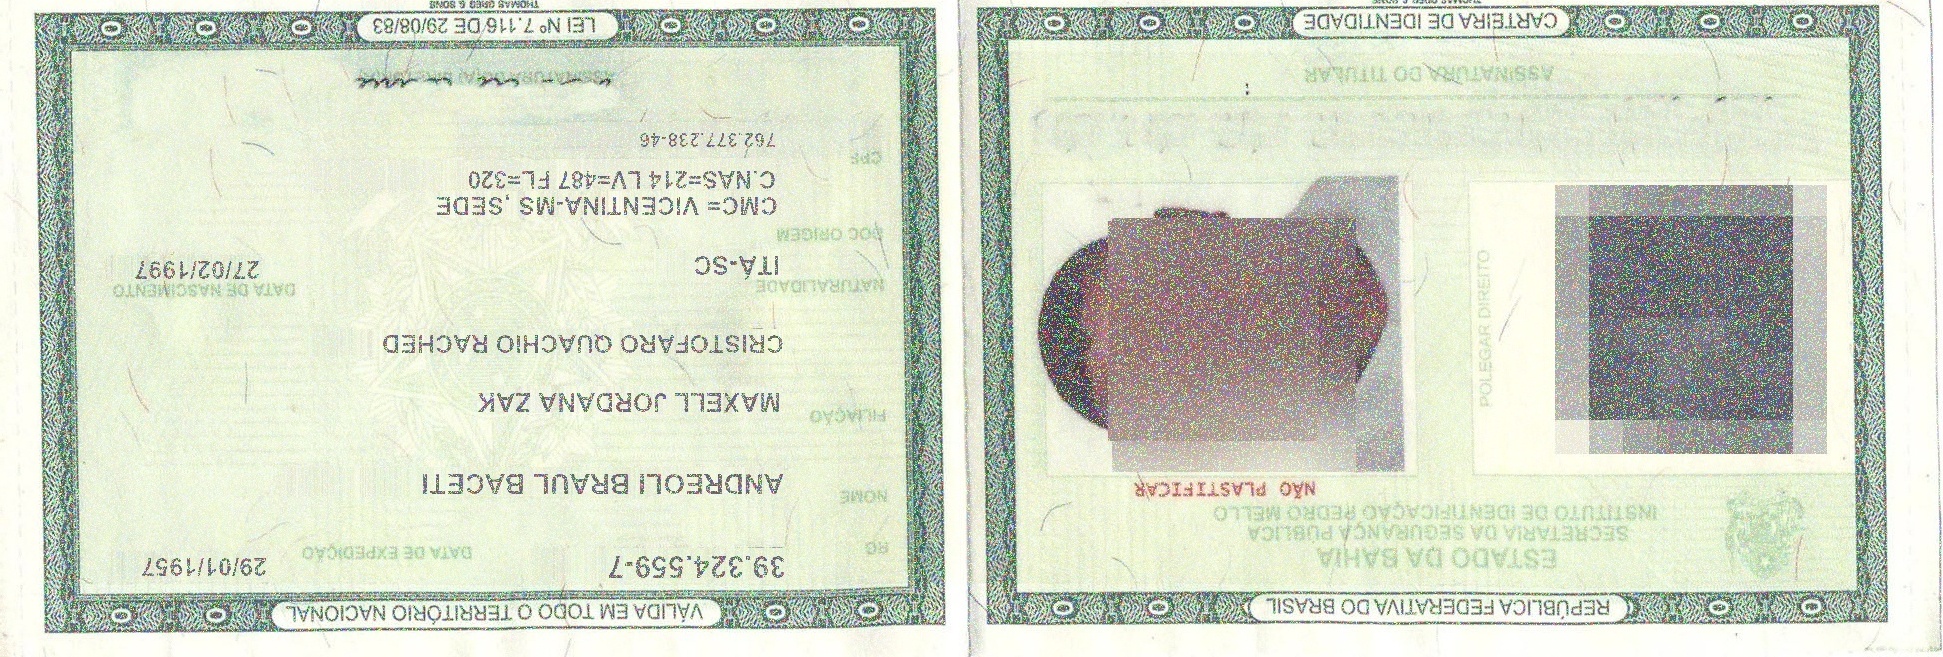 REPÚBLICA FEDERATIVA DO BRASIL
ESTADO DA BAHIA
SECRETARIA DA SEGURANÇA PÚBLICA
INSTITUTO DE IDENTIFICAÇÃO PEDRO MELLO
NÃO PLASTIFICAR
POLEGAR DIREITO
ASSINATURA DO TITULAR
CARTEIRA DE IDENTIDADE
VÁLIDA EM TODO O TERRITÓRIO NACIONAL
RG 39.324.559-7 DATA DE EXPEDIÇÃO 29/01/1957
NOME ANDREOLI BRAUL BACETI
FILIAÇÃO MAXELL JORDANA ZAK
CRISTOFARO QUACHIO RACHED
NATURALIDADE DATA DE NASCIMENTO
ITÁ-SC 27/02/1997
DOC ORIGEM
CMC= VICENTINA-MS, SEDE
C.NAS=214 LV=487 FL=320
CPF
762.377.238-46
LEI Nº 7.116 DE 29/08/83
THOMAS GREG & SONS